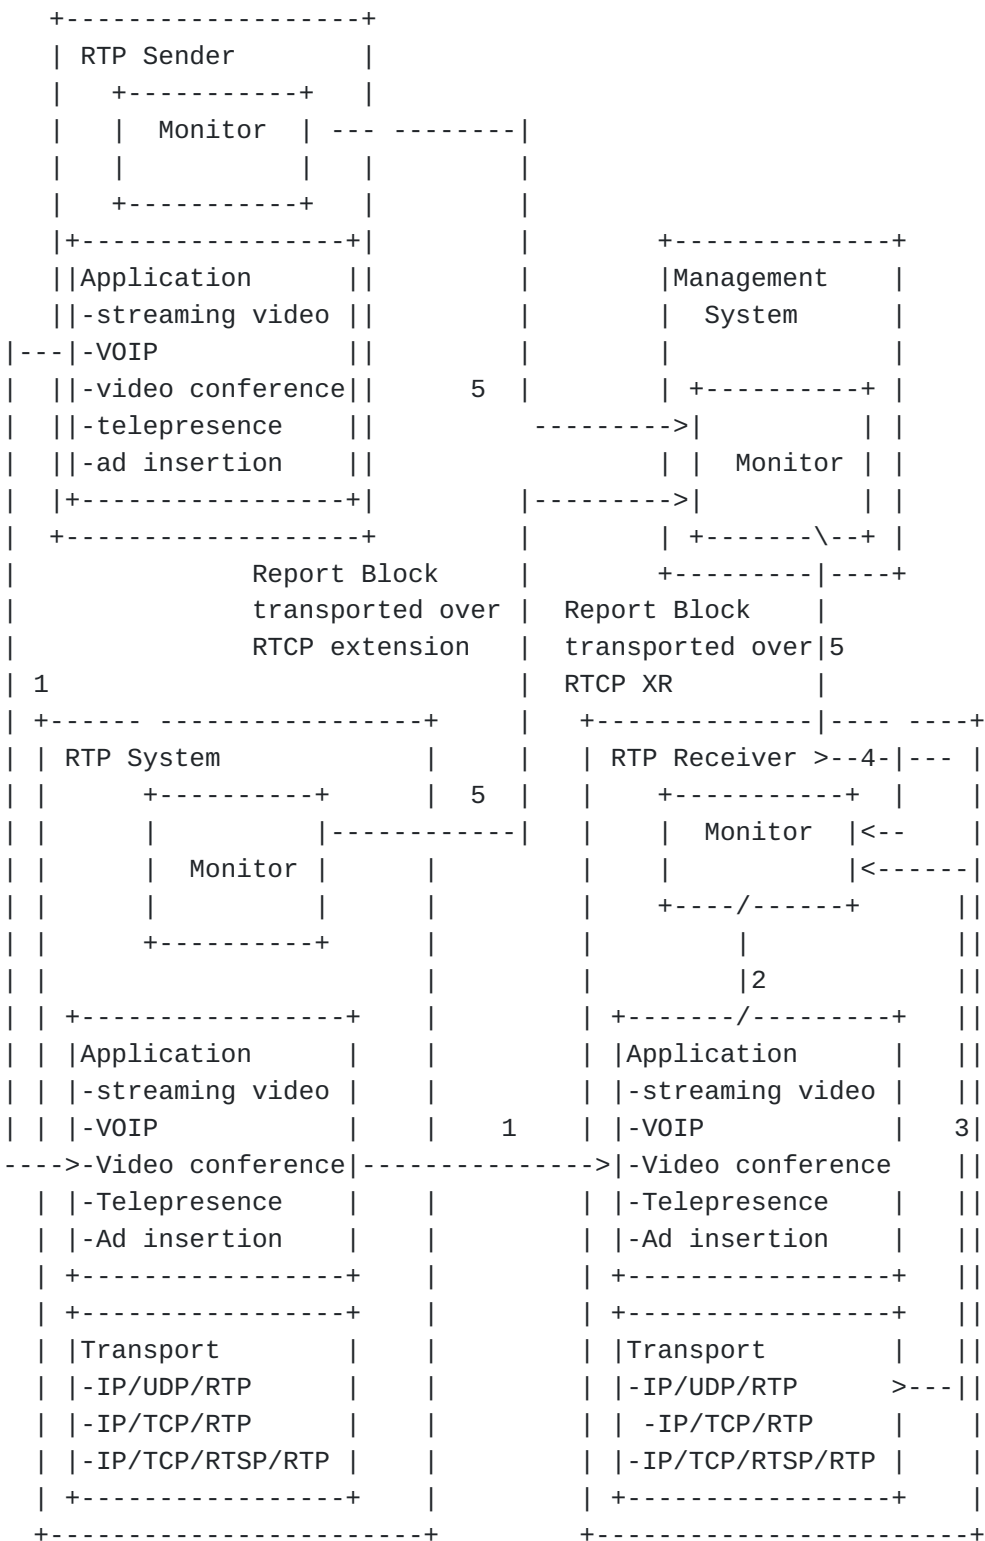 +-------------------+
| RTP Sender        |
|   +-----------+   |
|   |  Monitor  | --- --------|
|   |           |   |         |
|   +-----------+   |         |
|+-----------------+|         |        +--------------+
||Application      ||         |        |Management    |
||-streaming video ||         |        |  System      |
|---|-VOIP            ||         |        |              |
|  ||-video conference||      5  |        | +----------+ |
|  ||-telepresence    ||          --------->|          | |
|  ||-ad insertion    ||                  | |  Monitor | |
|  |+-----------------+|         |--------->|          | |
|  +-------------------+         |        | +-------\--+ |
|               Report Block     |        +---------|----+
|               transported over |  Report Block    |
|               RTCP extension   |  transported over|5
| 1                              |  RTCP XR         |
| +------ -----------------+     |   +--------------|---- ----+
| | RTP System             |     |   | RTP Receiver >--4-|--- |
| |      +----------+      |  5  |   |    +-----------+  |    |
| |      |          |------------|   |    |  Monitor  |<--    |
| |      |  Monitor |      |         |    |           |<------|
| |      |          |      |         |    +----/------+      ||
| |      +----------+      |         |         |             ||
| |                        |         |         |2            ||
| | +-----------------+    |         | +-------/---------+   ||
| | |Application      |    |         | |Application      |   ||
| | |-streaming video |    |         | |-streaming video |   ||
| | |-VOIP            |    |    1    | |-VOIP            |   3|
---->-Video conference|--------------->|-Video conference    ||
| |-Telepresence    |    |         | |-Telepresence    |   ||
| |-Ad insertion    |    |         | |-Ad insertion    |   ||
| +-----------------+    |         | +-----------------+   ||
| +-----------------+    |         | +-----------------+   ||
| |Transport        |    |         | |Transport        |   ||
| |-IP/UDP/RTP      |    |         | |-IP/UDP/RTP      >---||
| |-IP/TCP/RTP      |    |         | | -IP/TCP/RTP     |    |
| |-IP/TCP/RTSP/RTP |    |         | |-IP/TCP/RTSP/RTP |    |
| +-----------------+    |         | +-----------------+    |
+------------------------+         +------------------------+